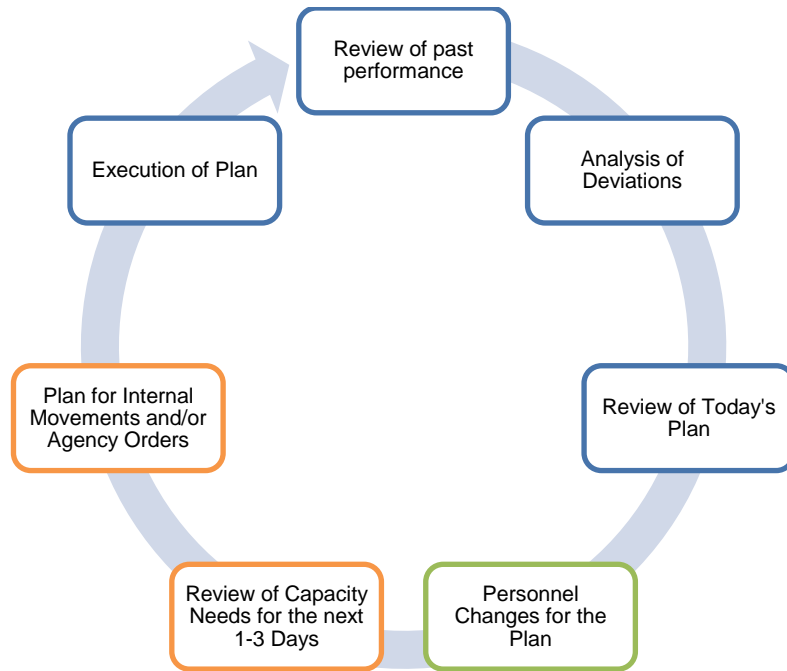 Review of past
performance
Analysis of
Deviations
Review of Today's
Plan
Personnel
Changes for the
Plan
Review of Capacity
Needs for the next
1-3 Days
Plan for Internal
Movements and/or
Agency Orders
Execution of Plan